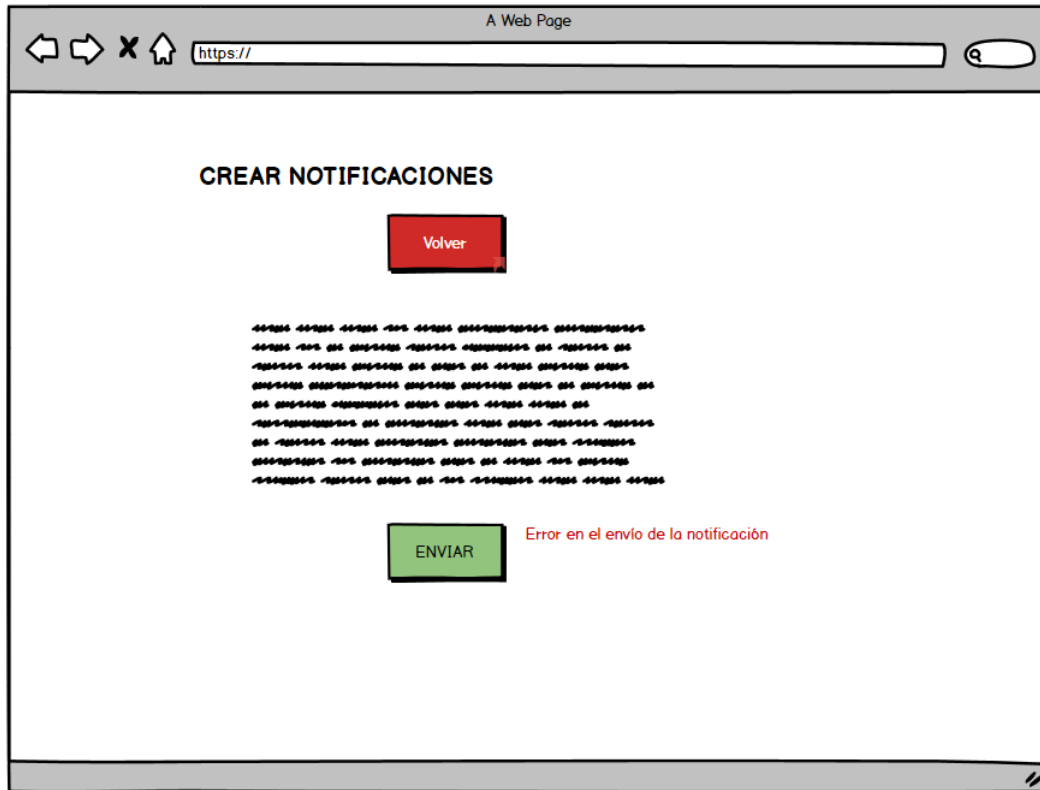 A Web Page
https://
CREAR NOTIFICACIONES
Volver
ENVIAR
Error en el envío de la notificación